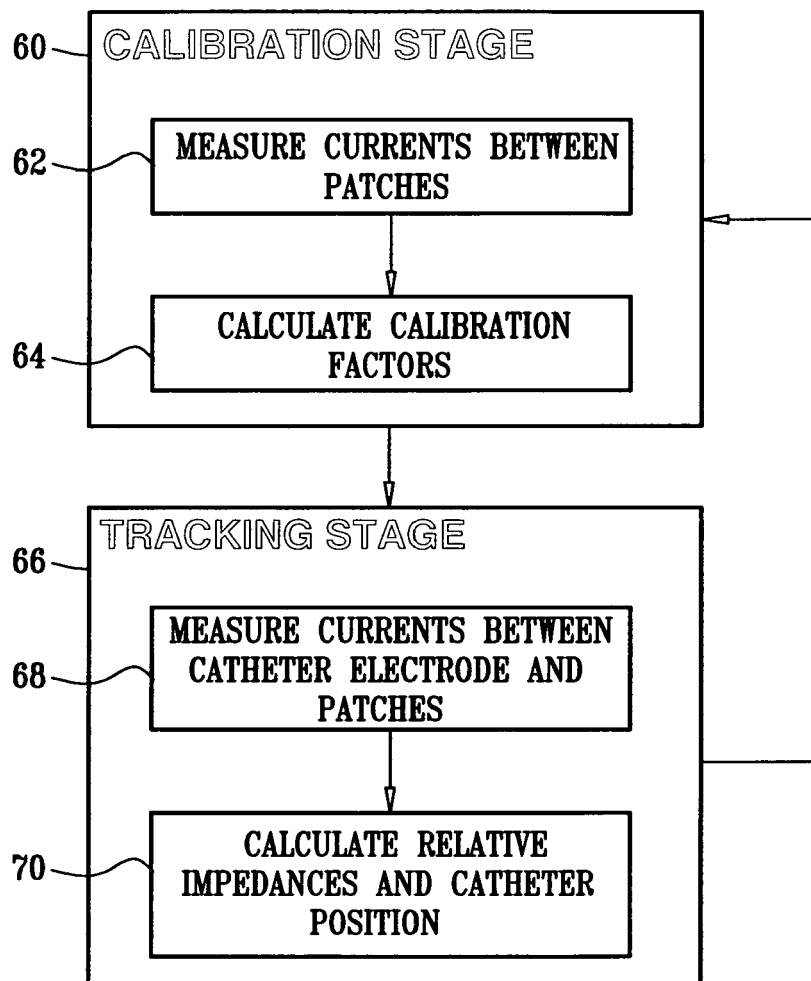 60
CALIBRATION STAGE
62
MEASURE CURRENTS BETWEEN
PATCHES
64
CALCULATE CALIBRATION
FACTORS
66
TRACKING STAGE
68
MEASURE CURRENTS BETWEEN
CATHETER ELECTRODE AND
PATCHES
70
CALCULATE RELATIVE
IMPEDANCES AND CATHETER
POSITION